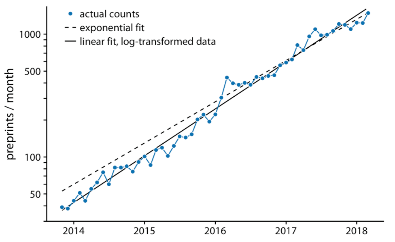 actual counts
exponential fit
linear fit, log-transformed data
preprints / month
1000
500
100
50
2014 2015 2016 2017 2018